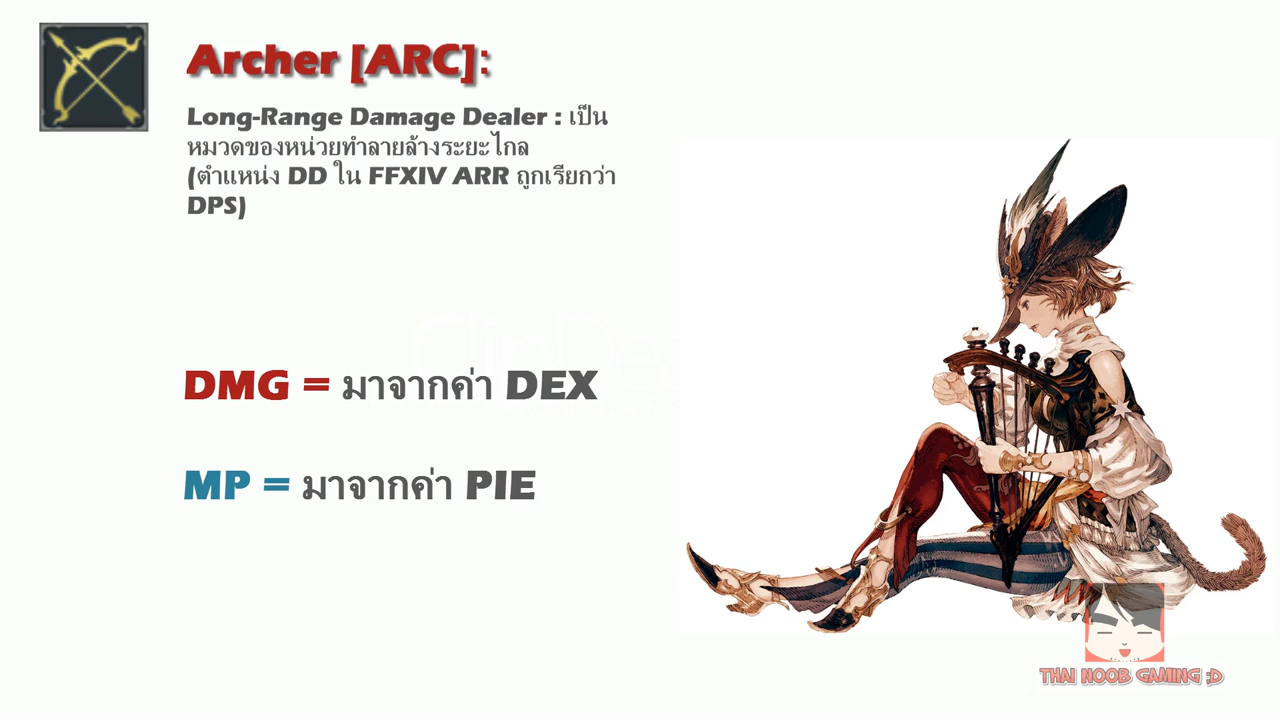 Archer [ARC]:
Long-Range Damage Dealer : เป็น
หมวดของหน่วยทำลายล้างระยะไกล
(ตำแหน่ง DD ใน FFXIV ARR ถูกเรียกว่า
DPS)
DMG = มาจากค่า DEX
MP = มาจากค่า PIE
THAI NOOB GAMING :D